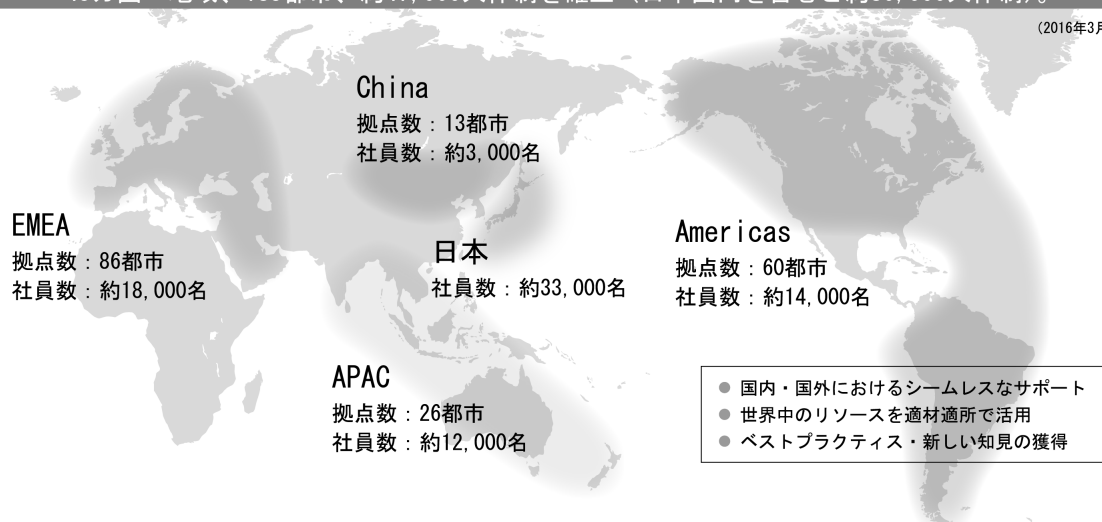 (2016年3月
China
拠点数：13都市
社員数：約3,000名
EMEA
拠点数：86都市
社員数：約18,000名
日本
社員数：約33,000名
Americas
拠点数：60都市
社員数：約14,000名
APAC
拠点数：26都市
社員数：約12,000名
● 国内・国外におけるシームレスなサポート
● 世界中のリソースを適材適所で活用
● ベストプラクティス・新しい知見の獲得